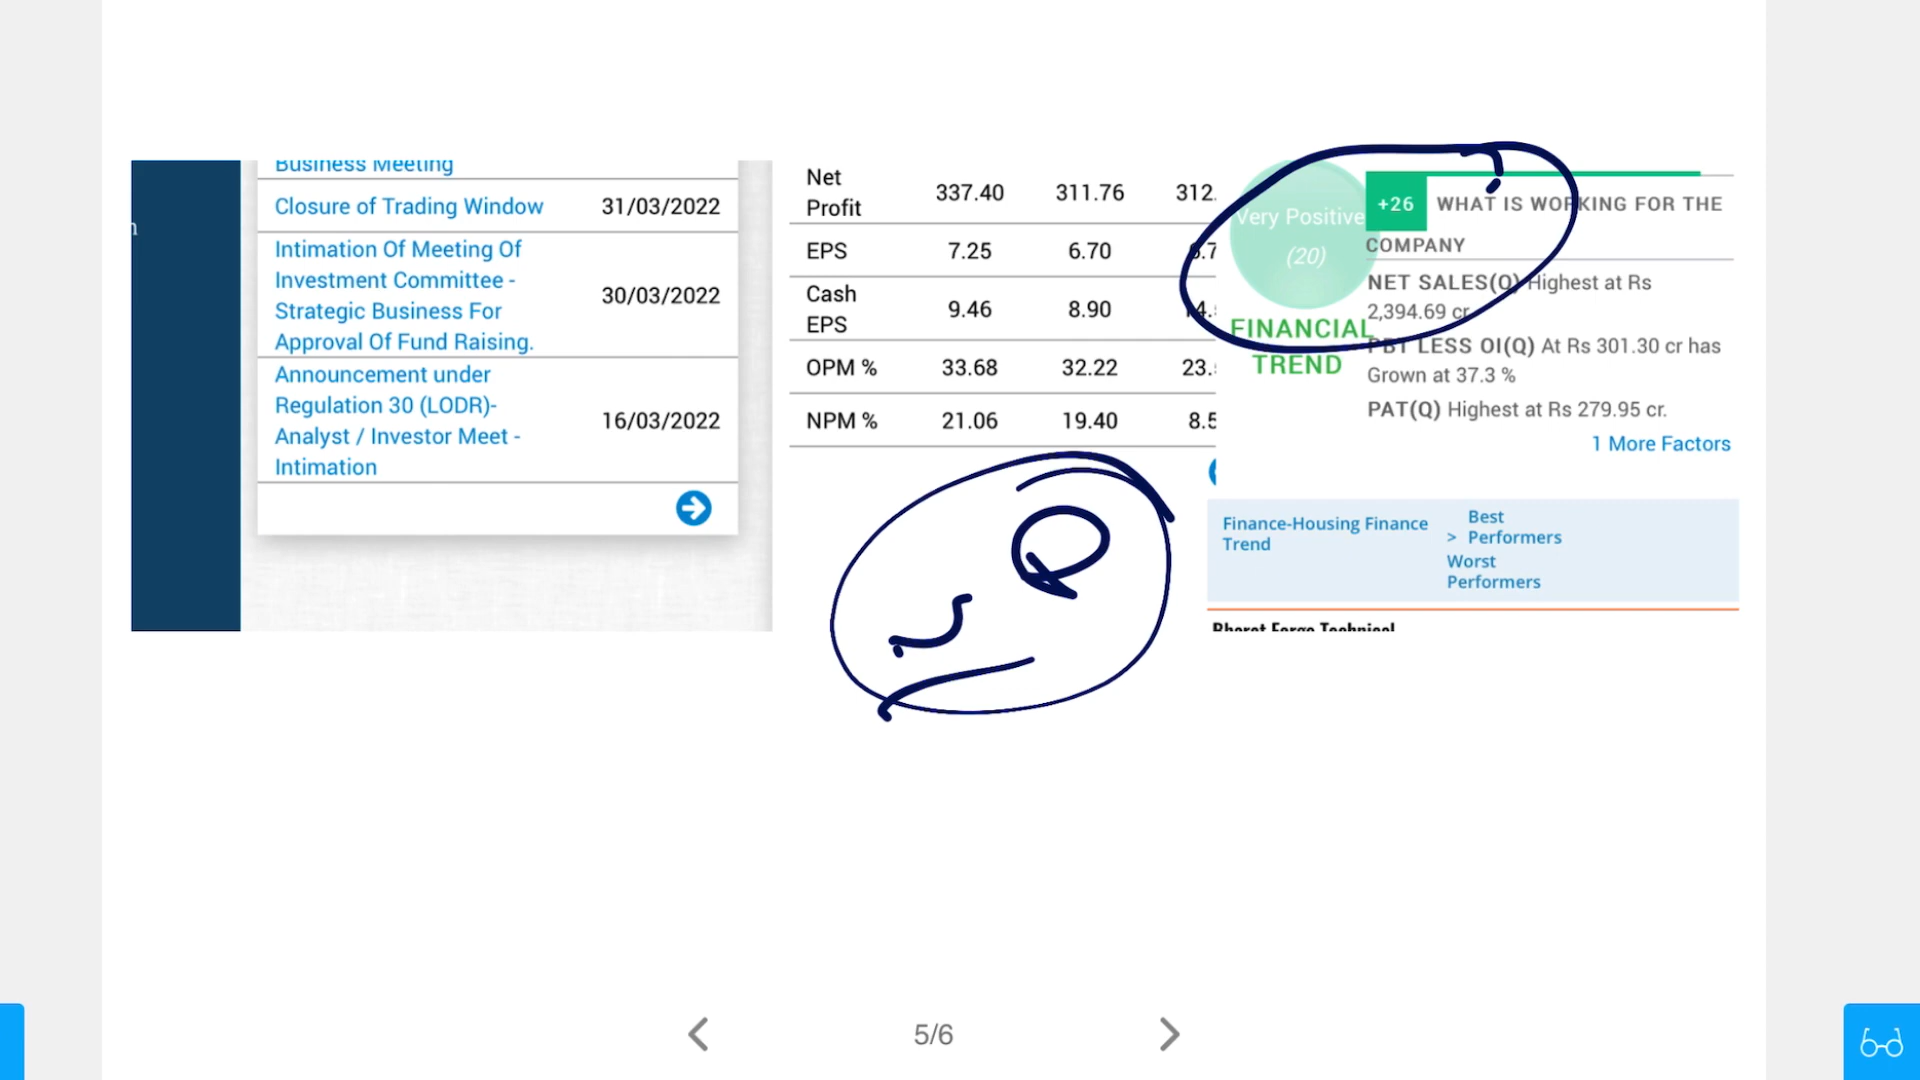 Business Meeting
Closure of Trading Window 31/03/2022
Intimation Of Meeting Of
Investment Committee -
Strategic Business For
Approval Of Fund Raising.
30/03/2022
Announcement under
Regulation 30 (LODR)-
Analyst / Investor Meet -
Intimation
16/03/2022
Net
Profit
337.40 311.76 312.
EPS 7.25 6.70
Cash
EPS
9.46 8.90
OPM % 33.68 32.22 23.
NPM % 21.06 19.40 8.5
Very Positive
(20)
FINANCIAL
TREND
+26 WHAT IS WORKING FOR THE
COMPANY
NET SALES(Q) Highest at Rs
2,394.69 cr
PBT LESS OI(Q) At Rs 301.30 cr has
Grown at 37.3 %
PAT(Q) Highest at Rs 279.95 cr.
1 More Factors
Finance-Housing Finance
Trend
Best
> Performers
Worst
Performers
Bharat Forge Technical
5/6